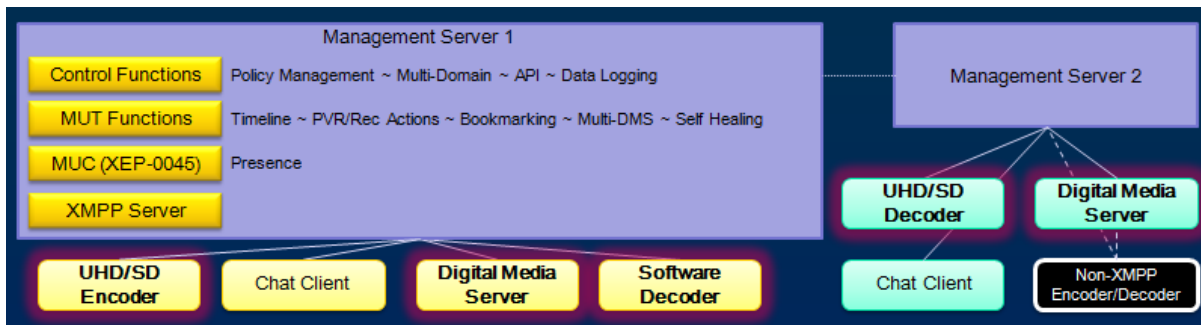 Management Server 1
Control Functions
Policy Management ~ Multi-Domain ~ API ~ Data Logging
MUT Functions
Timeline ~ PVR/Rec Actions ~ Bookmarking ~ Multi-DMS ~ Self Healing
MUC (XEP-0045)
Presence
XMPP Server
Management Server 2
UHD/SD
Decoder
Digital Media
Server
UHD/SD
Encoder
Chat Client
Digital Media
Server
Software
Decoder
Chat Client
Non-XMPP
Encoder/Decoder